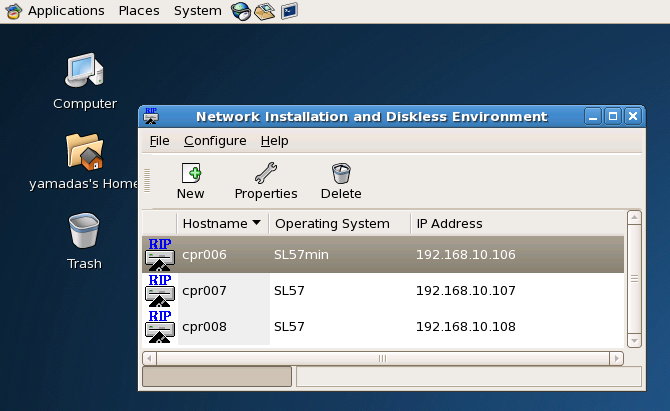 Applications Places System
Computer
yamadas's Home
Trash
RIP Network Installation and Diskless Environment
File Configure Help
New Properties Delete
Hostname Operating System IP Address
RIP cpr006 SL57min 192.168.10.106
RIP cpr007 SL57 192.168.10.107
RIP cpr008 SL57 192.168.10.108